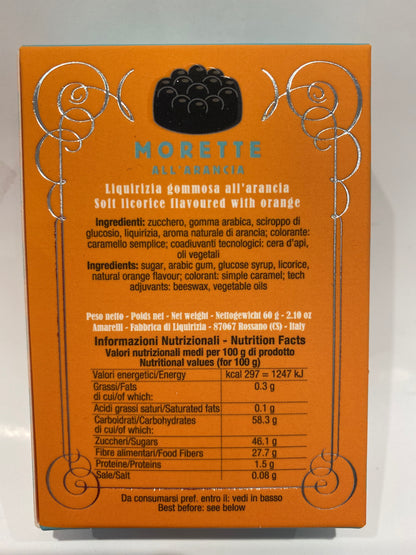 MORETTE
ALL'ARANCIA
Liquirizia gommosa all'arancia
Soft licorice flavoured with orange
Ingredienti: zucchero, gomma arabica, sciroppo di
glucosio, liquirizia, aroma naturale di arancia; colorante:
caramello semplice; coadiuvanti tecnologici: cera d'api,
oli vegetali
Ingredients: sugar, arabic gum, glucose syrup, licorice,
natural orange flavour; colorant: simple caramel; tech
adjuvants: beeswax, vegetable oils
Peso netto - Poids net - Net weight - Nettogewicht 60 g - 2.10 oz
Amarelli - Fabbrica di Liquirizia - 87067 Rossano (CS) - Italy
Informazioni Nutrizionali - Nutrition Facts
Valori nutrizionali medi per 100 g di prodotto
Nutritional values (for 100 g)
Valori energetici/Energy kcal 297 = 1247 kJ
Grassi/Fats 0.3 g
di cui/of which:
Acidi grassi saturi/Saturated fats 0.1 g
Carboidrati/Carbohydrates 58.3 g
di cui/of which:
Zuccheri/Sugars 46.1 g
Fibre alimentari/Food Fibers 27.7 g
Proteine/Proteins 1.5 g
Sale/Salt 0.08 g
Da consumarsi pref. entro il: vedi in basso
Best before: see below